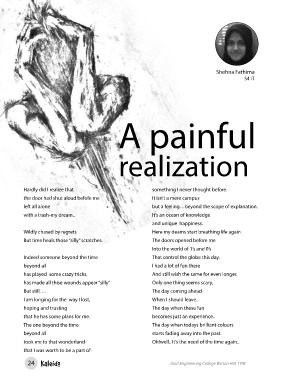 Shehna Fathima
S4 IT
A painful
realization
Hardly did I realize that
the door had shut aloud before me
left all alone
with a trash-my dream..
Wildly chased by regrets
But time heals those "silly" scratches.
Indeed someone beyond the time
beyond all
has played some crazy tricks,
has made all those wounds appear "silly"
But still. . .
I am longing for the way I lost,
hoping and trusting
that he has some plans for me.
The one beyond the time
beyond all
took me to that wonderland-
that I was worth to be a part of-
something I never thought before.
It isn't a mere campus
but a feeling... beyond the scope of explanation.
It's an ocean of knowledge
and unique happiness.
Here my dreams start breathing life again
The doors opened before me
Into the world of 1's and 0's
That control the globe this day.
I had a lot of fun there
And still wish the same for even longer.
Only one thing seems scary,
The day coming ahead-
When I should leave,
The day when these fun
becomes just an experience.
The day when todays brilliant colours
starts fading away into the past.
Ohh well, It's the need of the time again..
24
Kaleido
Govt Engineering College Barton Hill, TVM